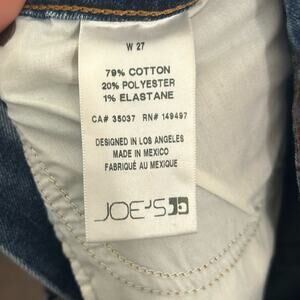 W 27
79% COTTON
20% POLYESTER
1% ELASTANE
CA# 35037 RN# 149497
DESIGNED IN LOS ANGELES
MADE IN MEXICO
FABRIQUÉ AU MEXIQUE
JOE'S